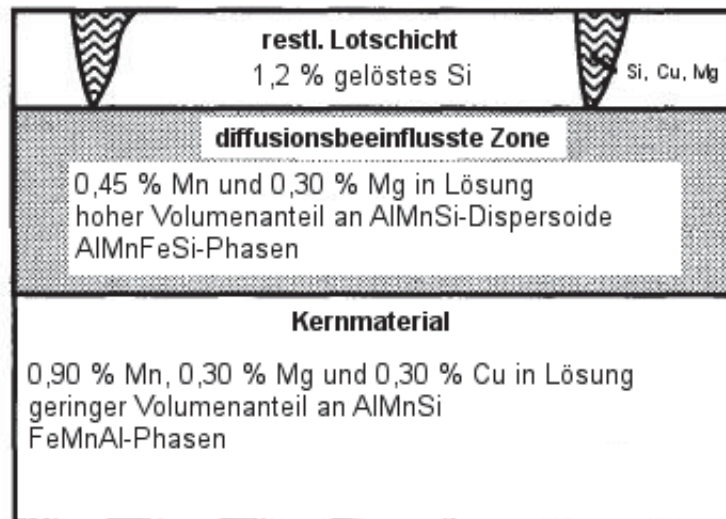 restl. Lotschicht
1,2 % gelöstes Si
Si, Cu, Mg
diffusionsbeeinflusste Zone
0,45 % Mn und 0,30 % Mg in Lösung
hoher Volumenanteil an AlMnSi-Dispersoide
AlMnFeSi-Phasen
Kernmaterial
0,90 % Mn, 0,30 % Mg und 0,30 % Cu in Lösung
geringer Volumenanteil an AlMnSi
FeMnAl-Phasen